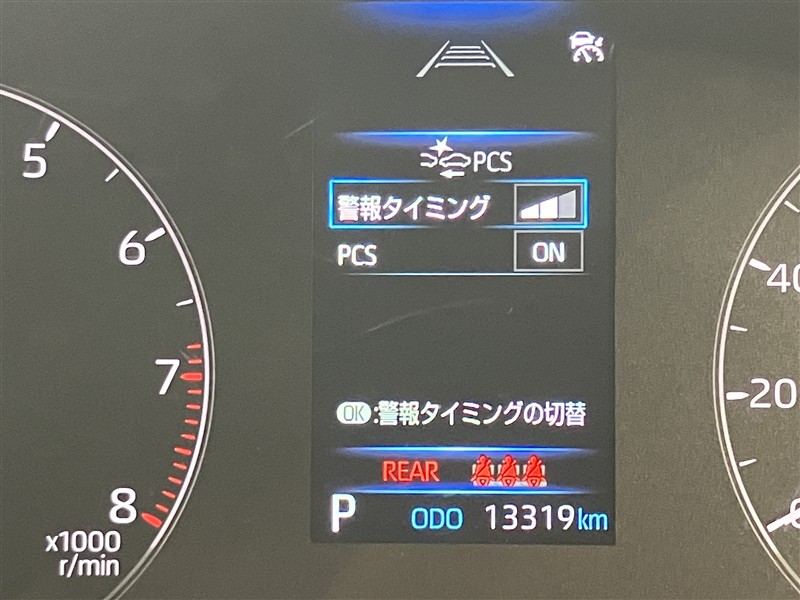 PCS
警報タイミング
PCS ON
OK:警報タイミングの切替
REAR
P ODO 13319km
5
6
7
8
x1000
r/min
40
20
0